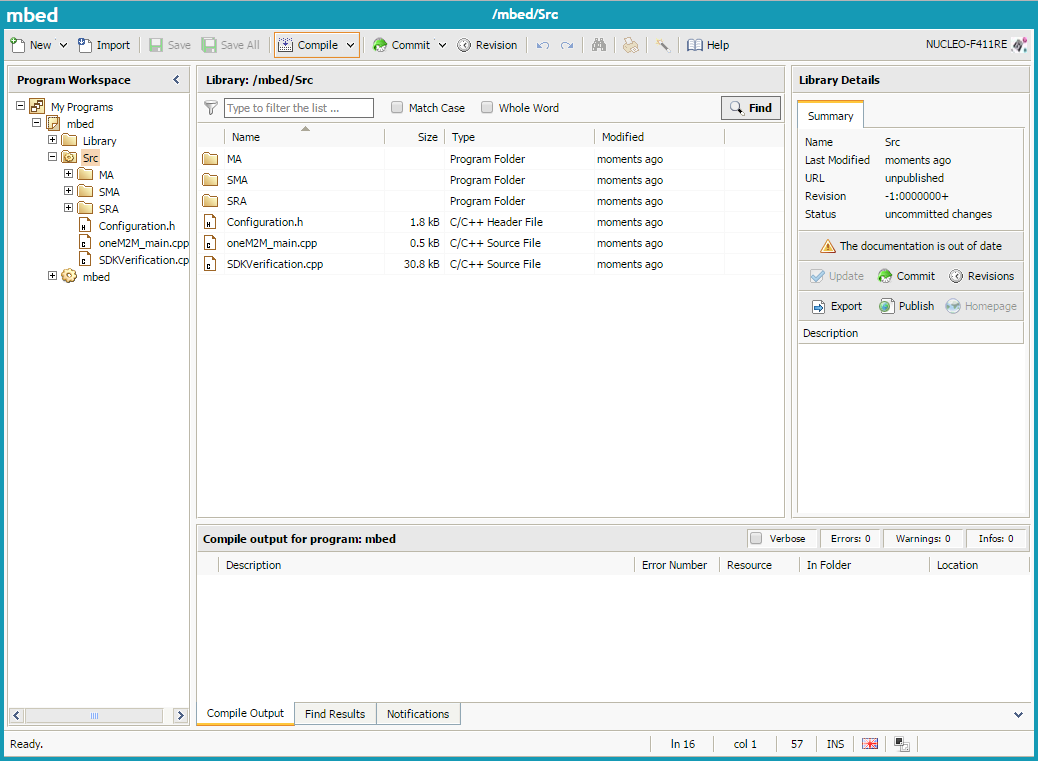 mbed /mbed/Src
New Import Save Save All Compile Commit Revision Help NUCLEO-F411RE
Program Workspace
My Programs
mbed
Library
Src
MA
SMA
SRA
Configuration.h
oneM2M_main.cpp
SDKVerification.cp
mbed
Library: /mbed/Src
Type to filter the list ... Match Case Whole Word Find
Name Size Type Modified
MA Program Folder moments ago
SMA Program Folder moments ago
SRA Program Folder moments ago
Configuration.h 1.8 kB C/C++ Header File moments ago
oneM2M_main.cpp 0.5 kB C/C++ Source File moments ago
SDKVerification.cpp 30.8 kB C/C++ Source File moments ago
Library Details
Summary
Name Src
Last Modified moments ago
URL unpublished
Revision -1:0000000+
Status uncommitted changes
The documentation is out of date
Update Commit Revisions
Export Publish Homepage
Description
Compile output for program: mbed Verbose Errors: 0 Warnings: 0 Infos: 0
Description Error Number Resource In Folder Location
Compile Output Find Results Notifications
Ready. ln 16 col 1 57 INS